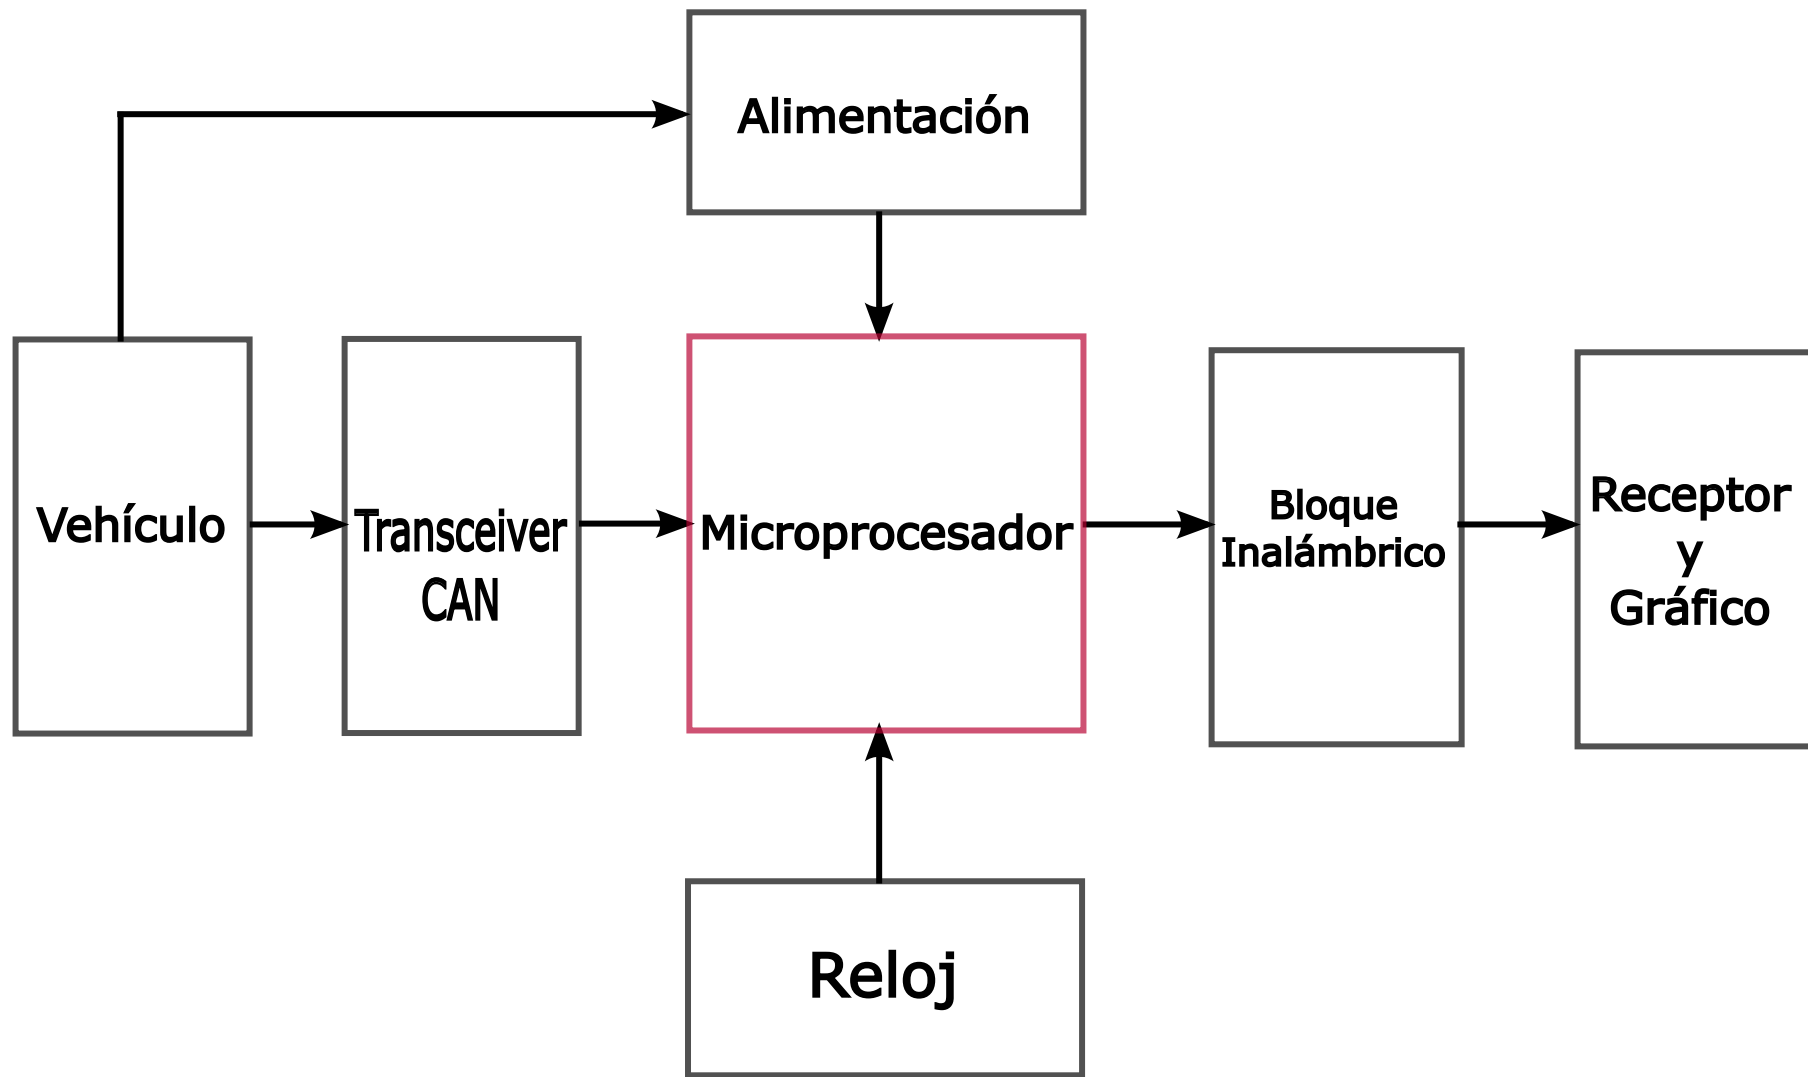 Alimentación
Vehículo
Transceiver
CAN
Microprocesador
Bloque
Inalámbrico
Receptor
y
Gráfico
Reloj